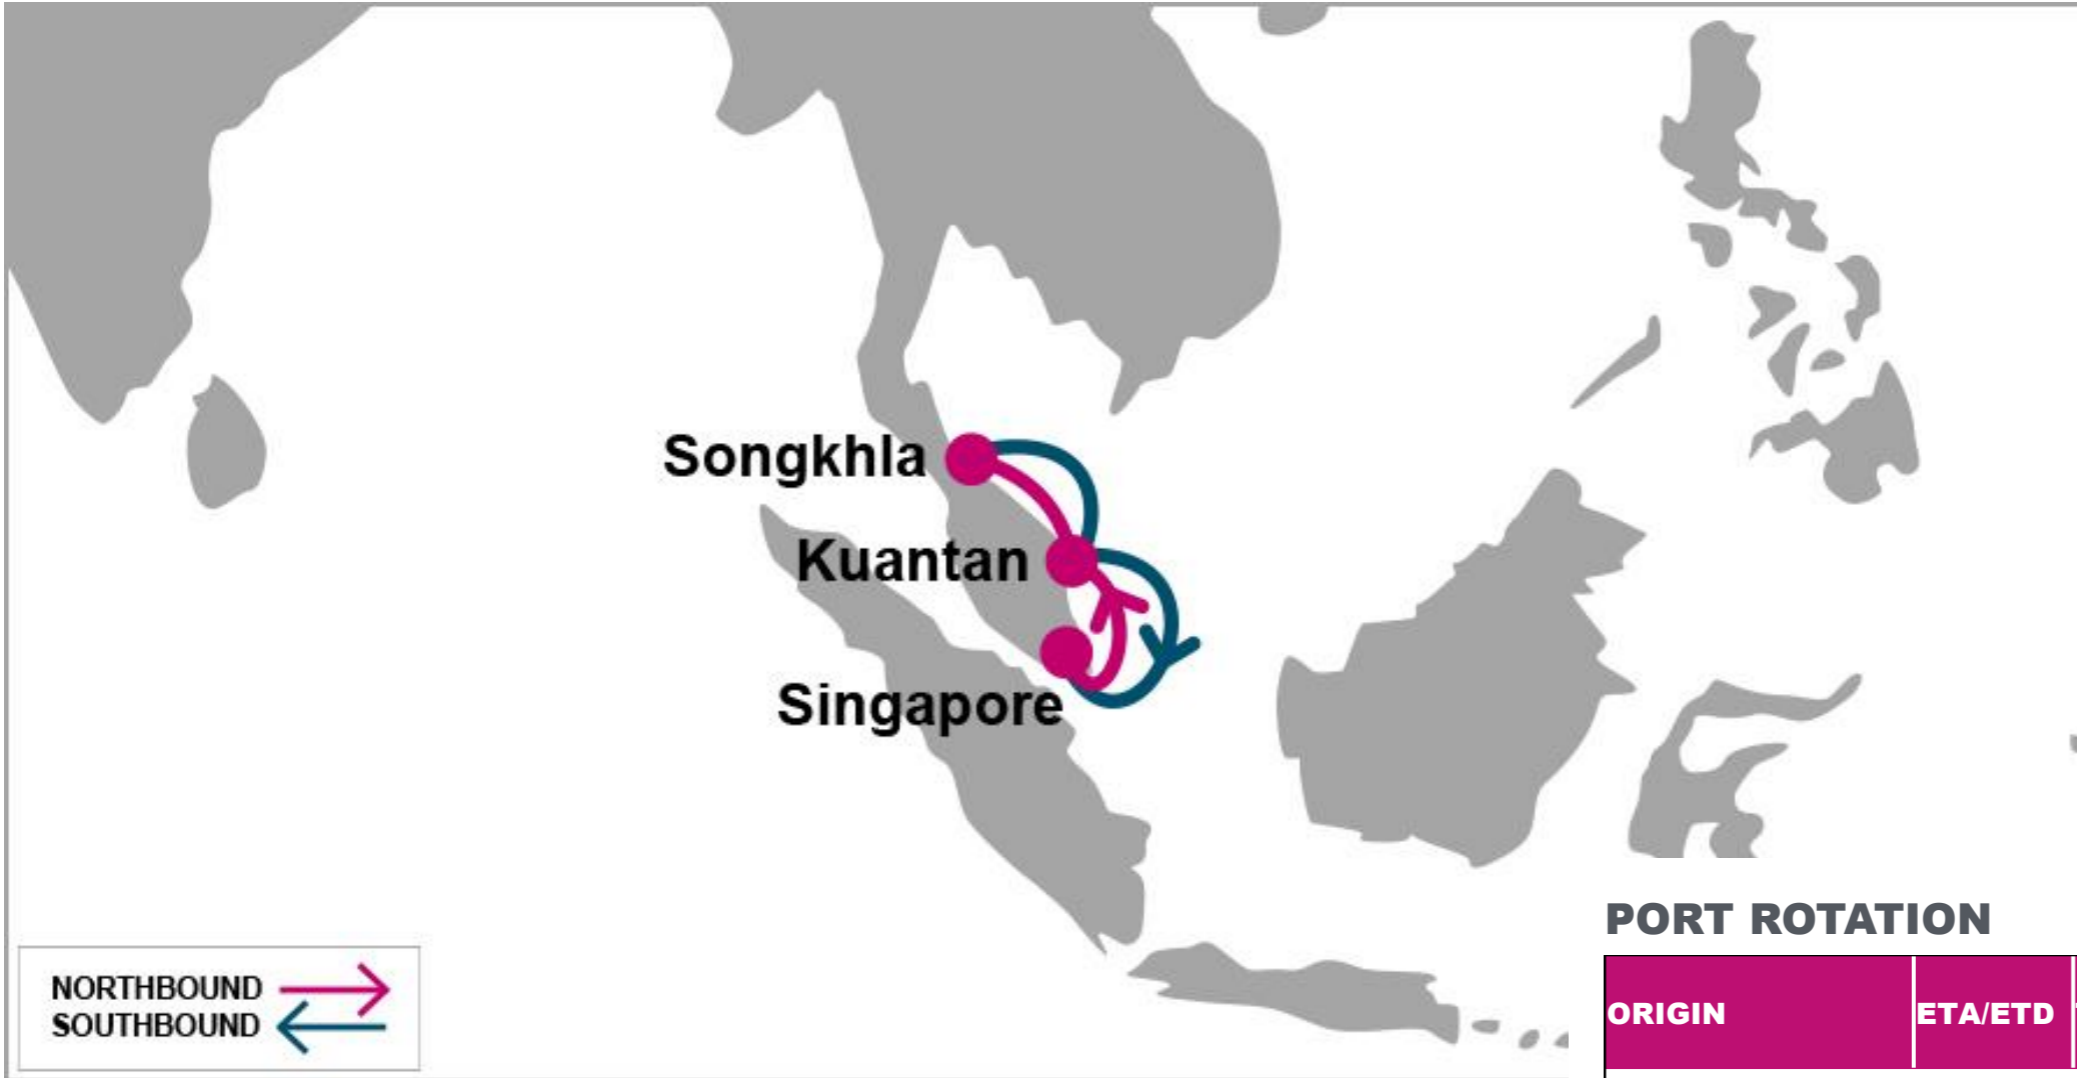 Songkhla
Kuantan
Singapore
PORT ROTATION
ORIGIN ETA/ETD
NORTHBOUND
SOUTHBOUND